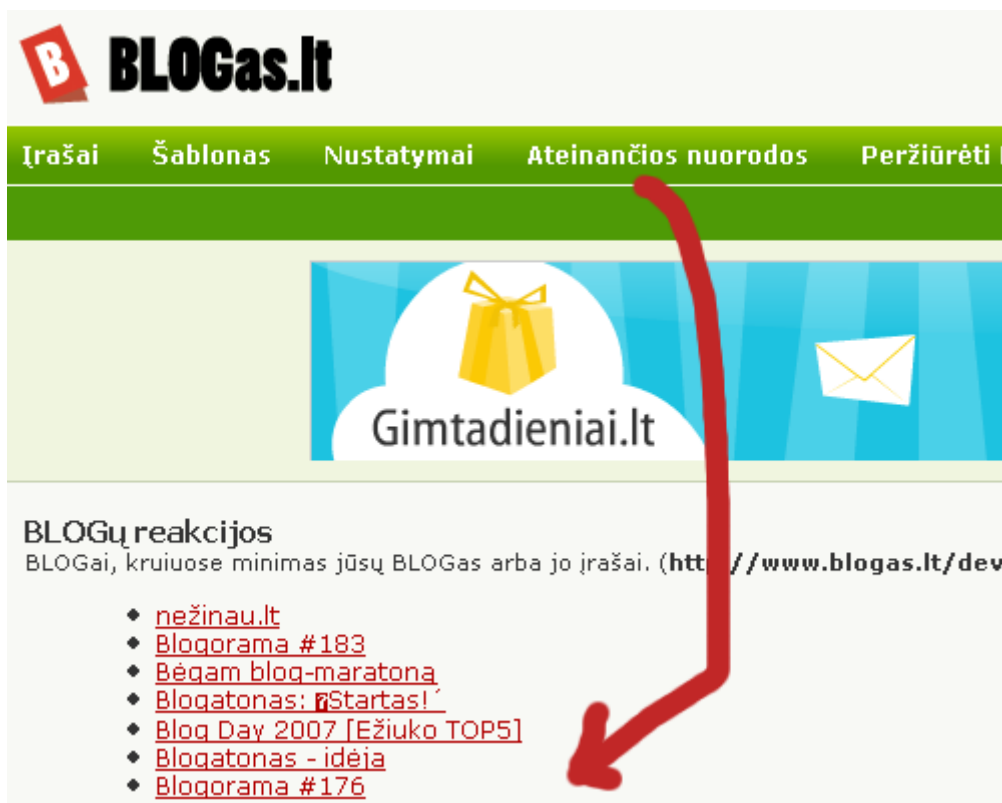 B BLOGas.lt
Įrašai Šablonas Nustatymai Ateinančios nuorodos Peržiūrėti
Gimtadieniai.lt
BLOGų reakcijos
BLOGai, kruiuose minimas jūsų BLOGas arba jo įrašai. (http://www.blogas.lt/dev
nežinau.lt
Blogorama #183
Bėgam blog-maratoną
Blogatonas: �Startas!´
Blog Day 2007 [Ežiuko TOP5]
Blogatonas - idėja
Blogorama #176